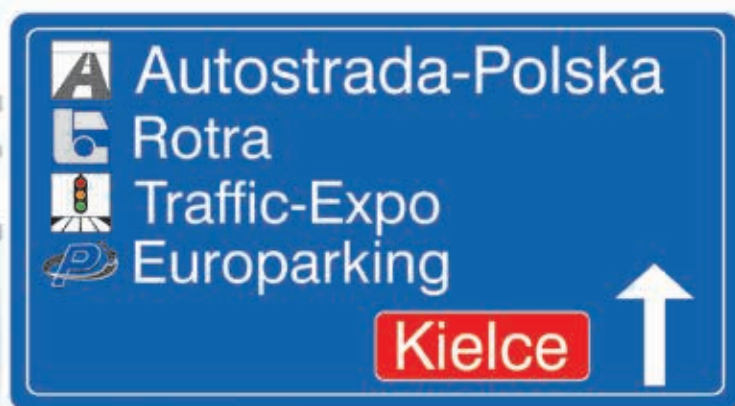 Autostrada-Polska
Rotra
Traffic-Expo
Europarking
Kielce